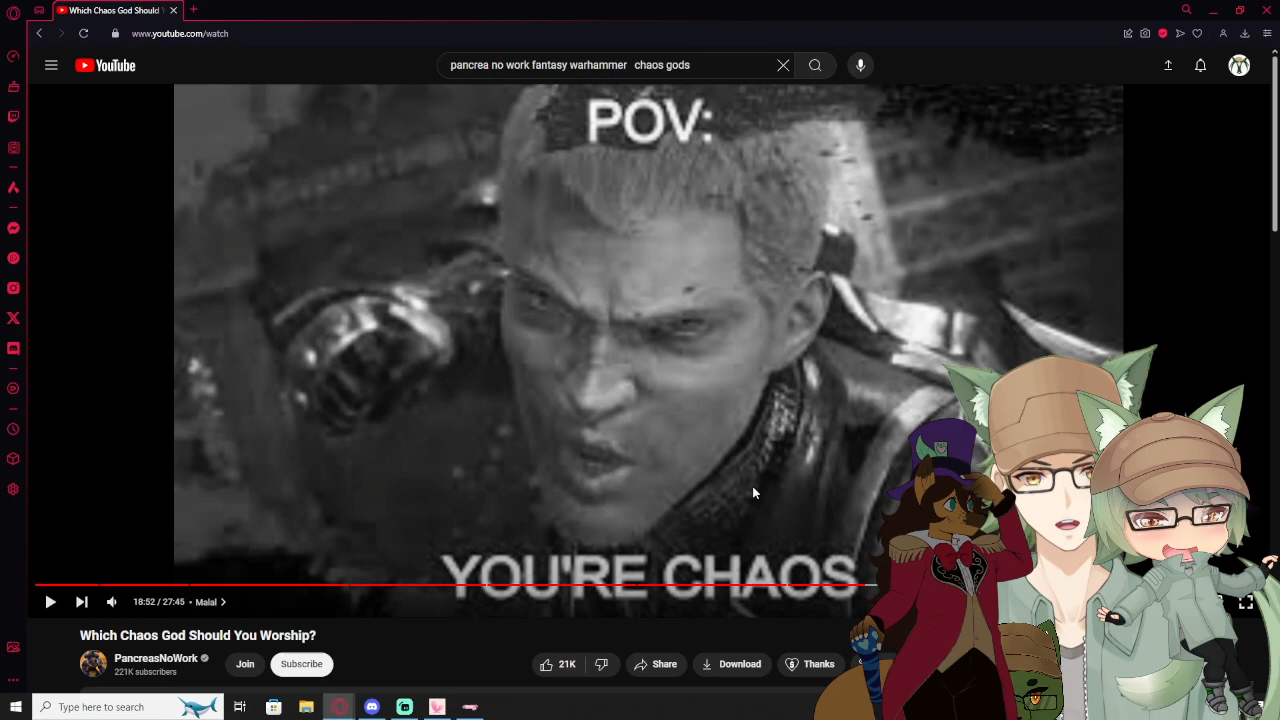 Which Chaos God Should Y
www.youtube.com/watch
YouTube
pancrea no work fantasy warhammer chaos gods
POV:
YOU'RE CHAOS
18:52 / 27:45 • Malal
Which Chaos God Should You Worship?
PancreasNoWork
221K subscribers
Join
Subscribe
21K
Share
Download
Thanks
Type here to search